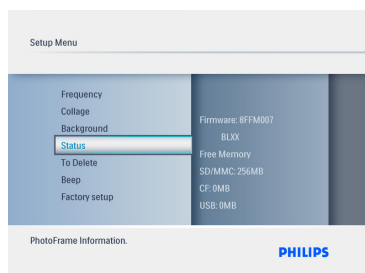 Setup Menu
Frequency
Collage
Background
Status
To Delete
Beep
Factory setup
Firmware: 8FFM007
BLXX
Free Memory
SD/MMC: 256MB
CF: 0MB
USB: 0MB
PhotoFrame Information.
PHILIPS